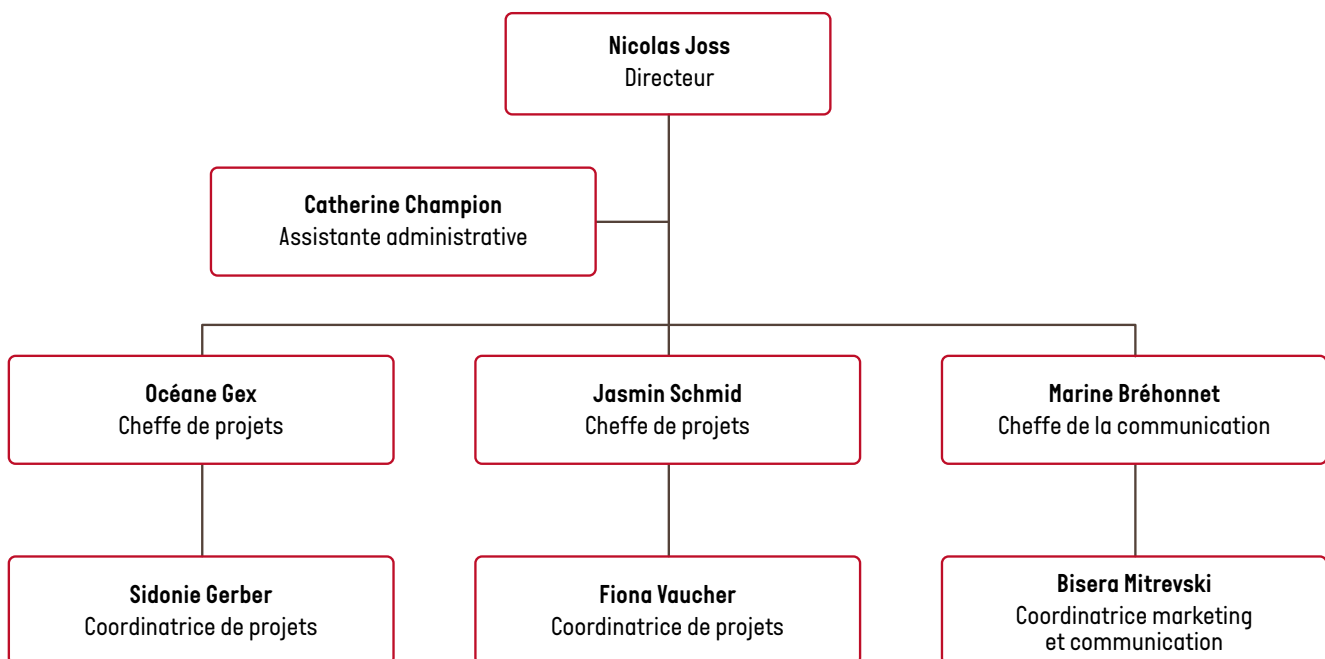 Nicolas Joss
Directeur
Catherine Champion
Assistante administrative
Océane Gex
Cheffe de projets
Jasmin Schmid
Cheffe de projets
Marine Bréhonnet
Cheffe de la communication
Sidonie Gerber
Coordinatrice de projets
Fiona Vaucher
Coordinatrice de projets
Bisera Mitrevski
Coordinatrice marketing
et communication